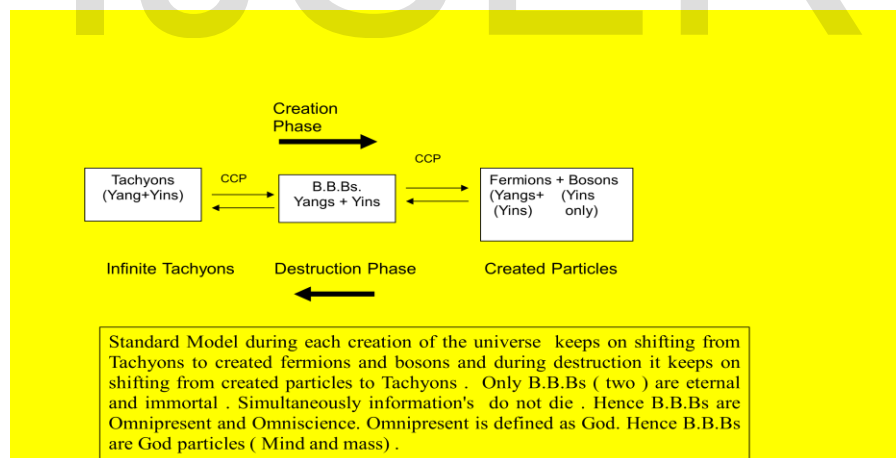 IJSER
Creation
Phase
CCP
Tachyons
(Yang+Yins)
CCP
B.B.Bs.
Yangs + Yins
Fermions + Bosons
(Yangs+ (Yins
(Yins) only)
Infinite Tachyons
Destruction Phase
Created Particles
Standard Model during each creation of the universe keeps on shifting from
Tachyons to created fermions and bosons and during destruction it keeps on
shifting from created particles to Tachyons . Only B.B.Bs ( two ) are eternal
and immortal . Simultaneously information's do not die . Hence B.B.Bs are
Omnipresent and Omniscience. Omnipresent is defined as God. Hence B.B.Bs
are God particles ( Mind and mass) .